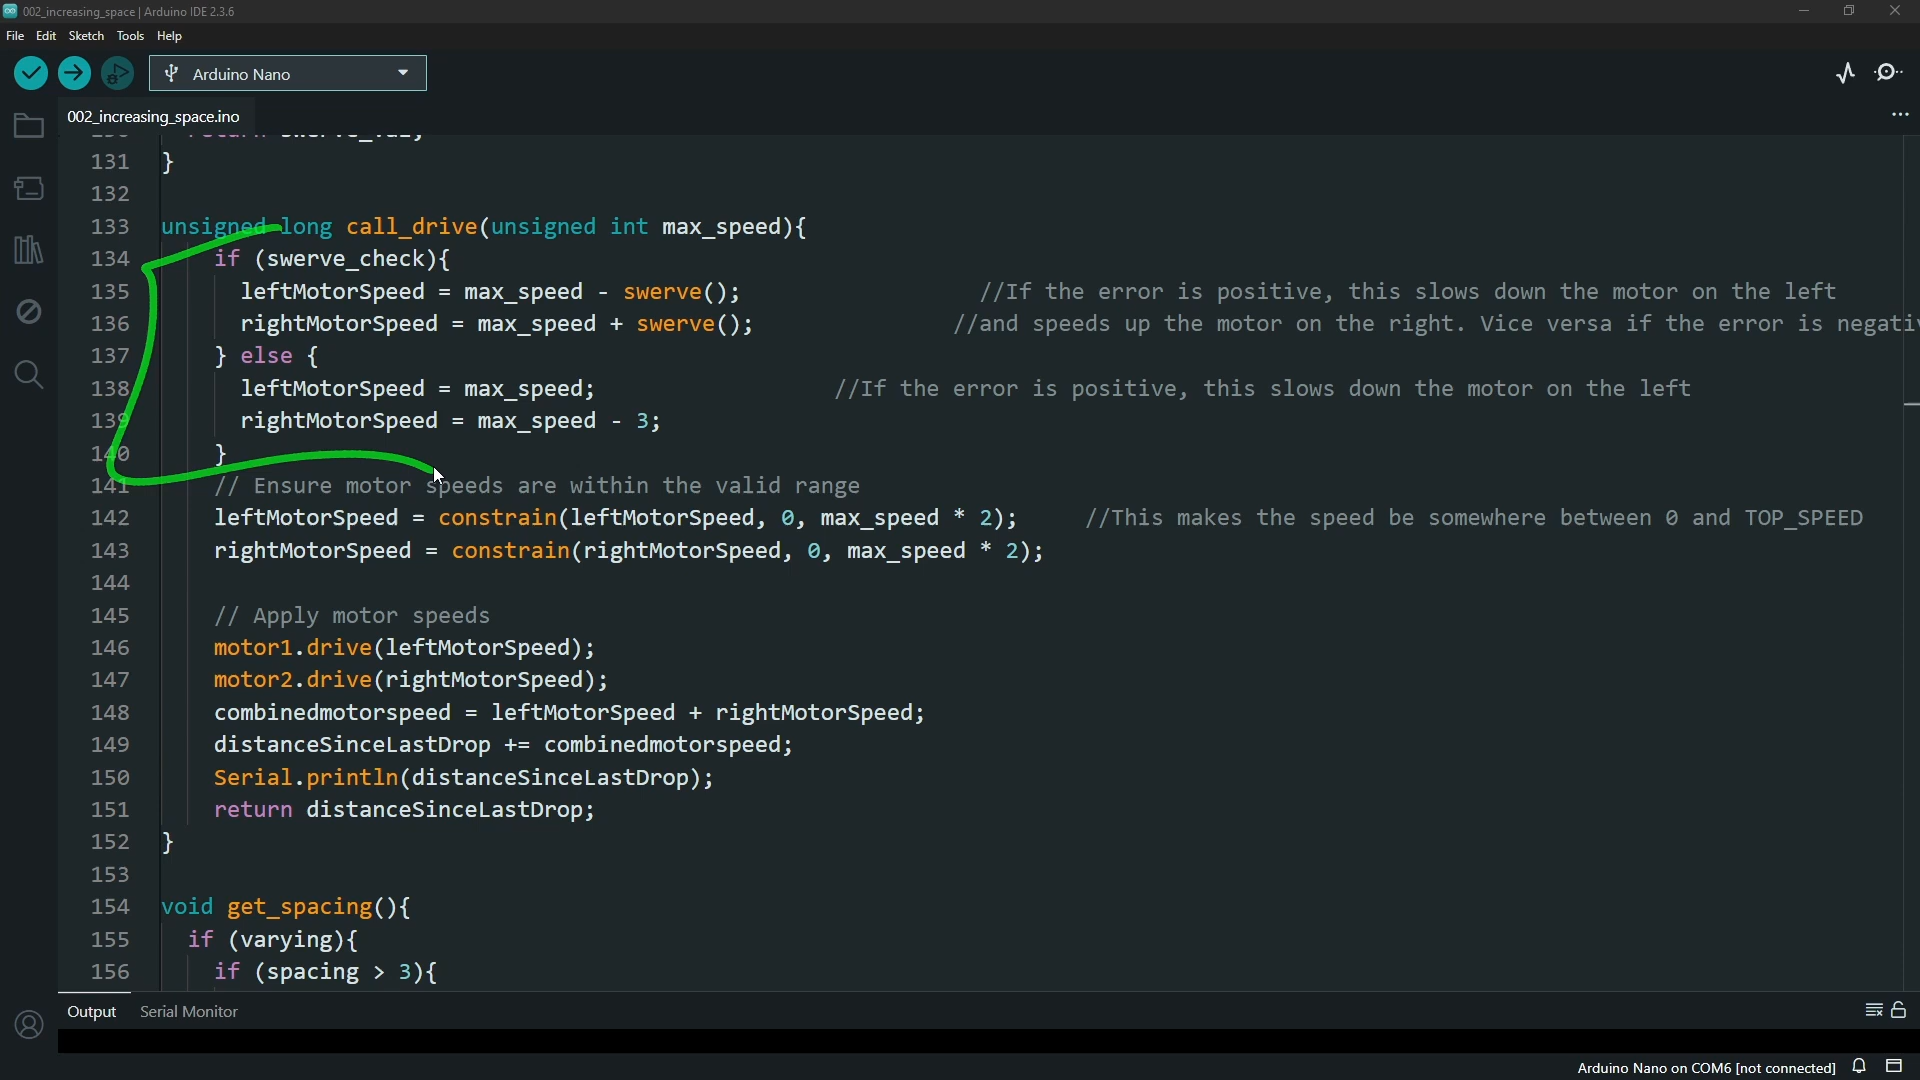 002_increasing_space | Arduino IDE 2.3.6
File Edit Sketch Tools Help
Arduino Nano
002_increasing_space.ino
131 }
132
133 unsigned long call_drive(unsigned int max_speed){
134 if (swerve_check){
135 leftMotorSpeed = max_speed - swerve(); //If the error is positive, this slows down the motor on the left
136 rightMotorSpeed = max_speed + swerve(); //and speeds up the motor on the right. Vice versa if the error is negati
137 } else {
138 leftMotorSpeed = max_speed; //If the error is positive, this slows down the motor on the left
139 rightMotorSpeed = max_speed - 3;
140 }
141 // Ensure motor speeds are within the valid range
142 leftMotorSpeed = constrain(leftMotorSpeed, 0, max_speed * 2); //This makes the speed be somewhere between 0 and TOP_SPEED
143 rightMotorSpeed = constrain(rightMotorSpeed, 0, max_speed * 2);
144
145 // Apply motor speeds
146 motor1.drive(leftMotorSpeed);
147 motor2.drive(rightMotorSpeed);
148 combinedmotorspeed = leftMotorSpeed + rightMotorSpeed;
149 distanceSinceLastDrop += combinedmotorspeed;
150 Serial.println(distanceSinceLastDrop);
151 return distanceSinceLastDrop;
152 }
153
154 void get_spacing(){
155 if (varying){
156 if (spacing > 3){
Output Serial Monitor
Arduino Nano on COM6 [not connected]